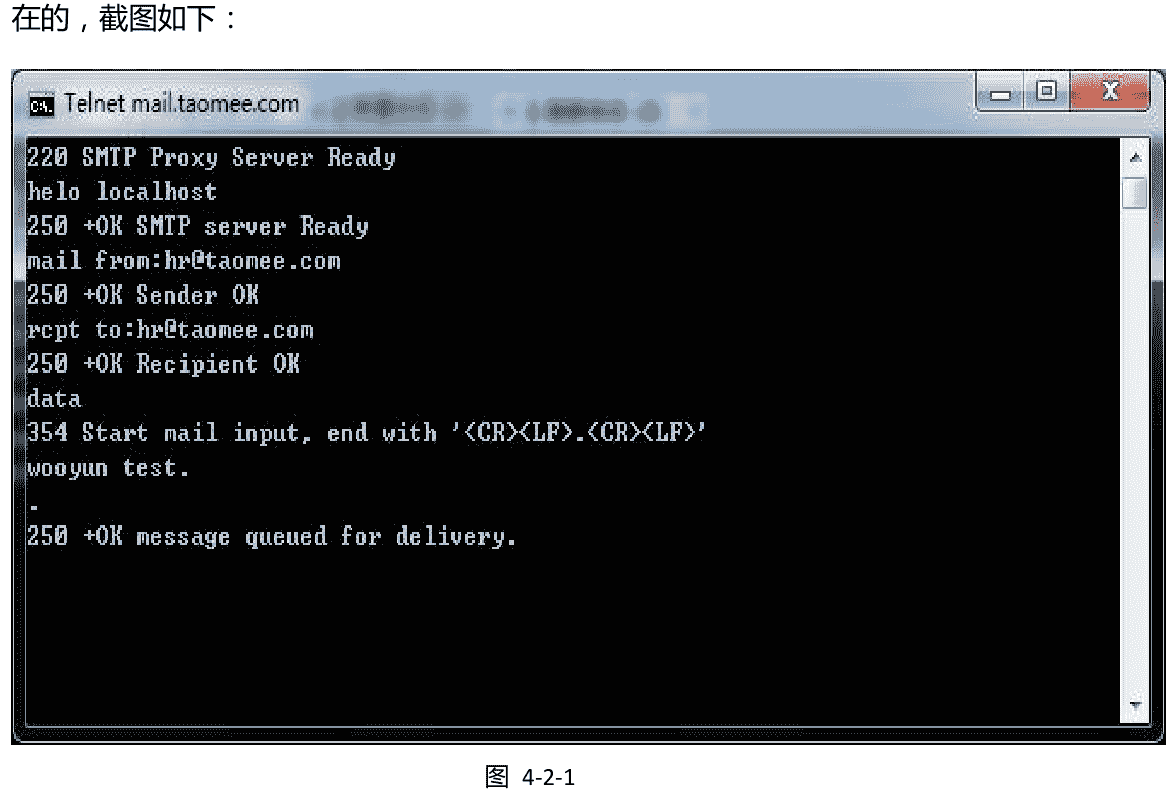 在的，截图如下：
Telnet mail.taomee.com
220 SMTP Proxy Server Ready
helo localhost
250 +OK SMTP server Ready
mail from:hr@taomee.com
250 +OK Sender OK
rcpt to:hr@taomee.com
250 +OK Recipient OK
data
354 Start mail input, end with '<CR><LF>.<CR><LF>'
wooyun test.
.
250 +OK message queued for delivery.
图 4-2-1